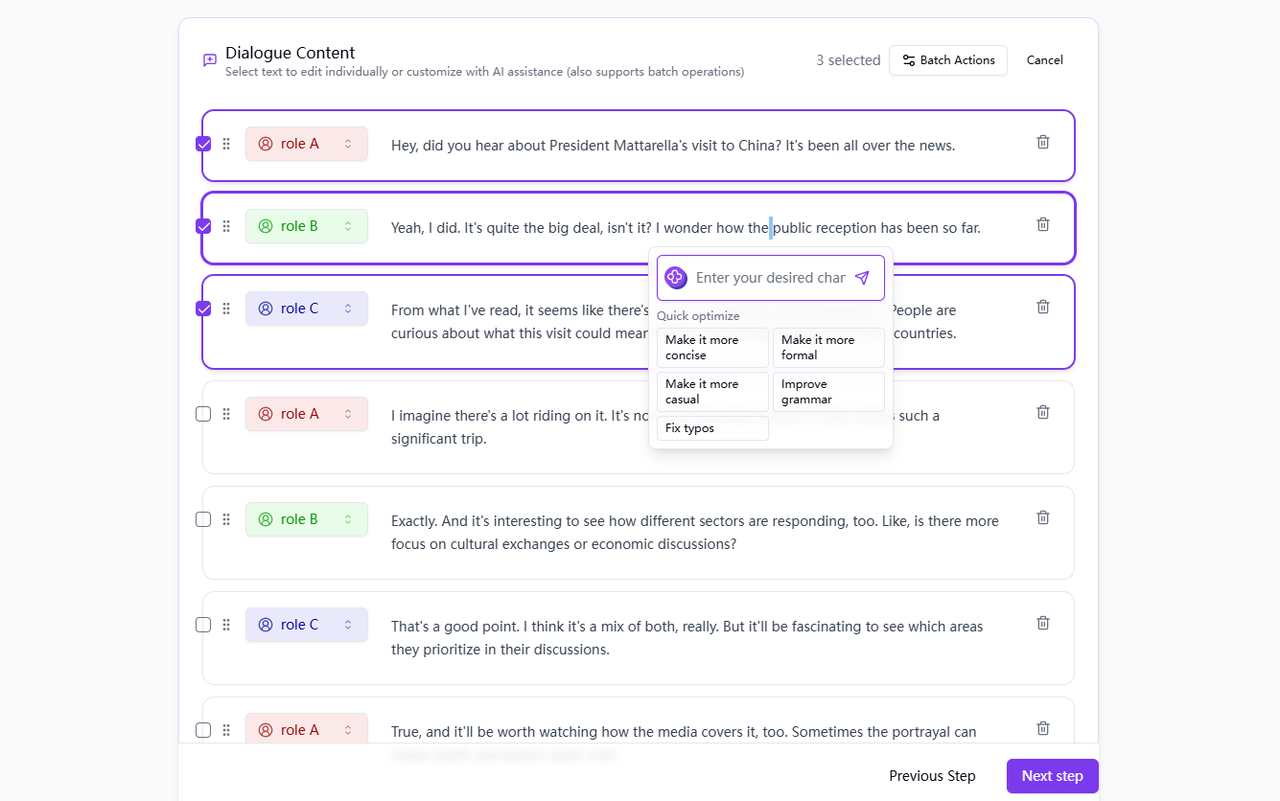 Dialogue Content
Select text to edit individually or customize with AI assistance (also supports batch operations)
3 selected
Batch Actions
Cancel
role A
Hey, did you hear about President Mattarella's visit to China? It's been all over the news.
role B
Yeah, I did. It's quite the big deal, isn't it? I wonder how the public reception has been so far.
role C
From what I've read, it seems like there's
People are
curious about what this visit could mean
countries.
Enter your desired char
Quick optimize
Make it more
concise
Make it more
formal
Make it more
casual
Improve
grammar
Fix typos
role A
I imagine there's a lot riding on it. It's
such a
significant trip.
role B
Exactly. And it's interesting to see how different sectors are responding, too. Like, is there more
focus on cultural exchanges or economic discussions?
role C
That's a good point. I think it's a mix of both, really. But it'll be fascinating to see which areas
they prioritize in their discussions.
role A
True, and it'll be worth watching how the media covers it, too. Sometimes the portrayal can
Previous Step
Next step